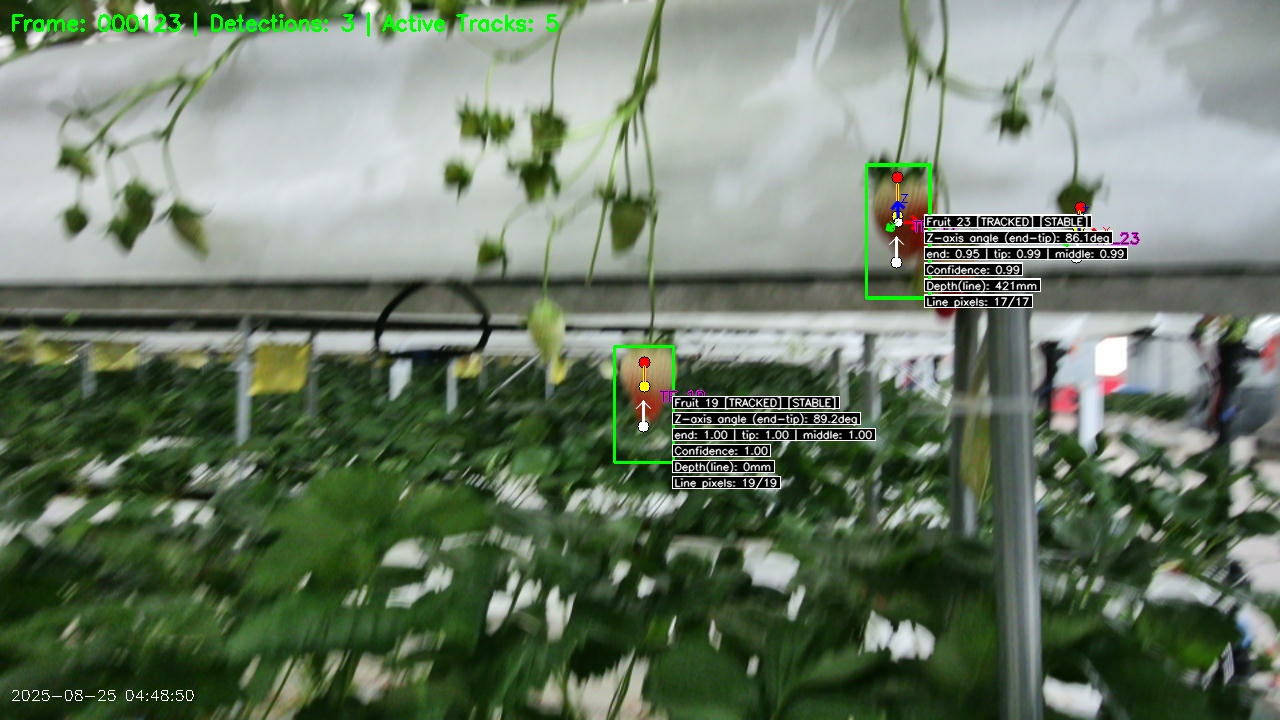 Frame: 000123 | Detections: 3 | Active Tracks: 5
Z
Fruit 23 [TRACKED] [STABLE]
Z-axis angle (end-tip): 86.1deg
end: 0.95 | tip: 0.99 | middle: 0.99
Confidence: 0.99
Depth(line): 421mm
Line pixels: 17/17
_23
Fruit 19 [TRACKED] [STABLE]
Z-axis angle (end-tip): 89.2deg
end: 1.00 | tip: 1.00 | middle: 1.00
Confidence: 1.00
Depth(line): 0mm
Line pixels: 19/19
2025-08-25 04:48:50